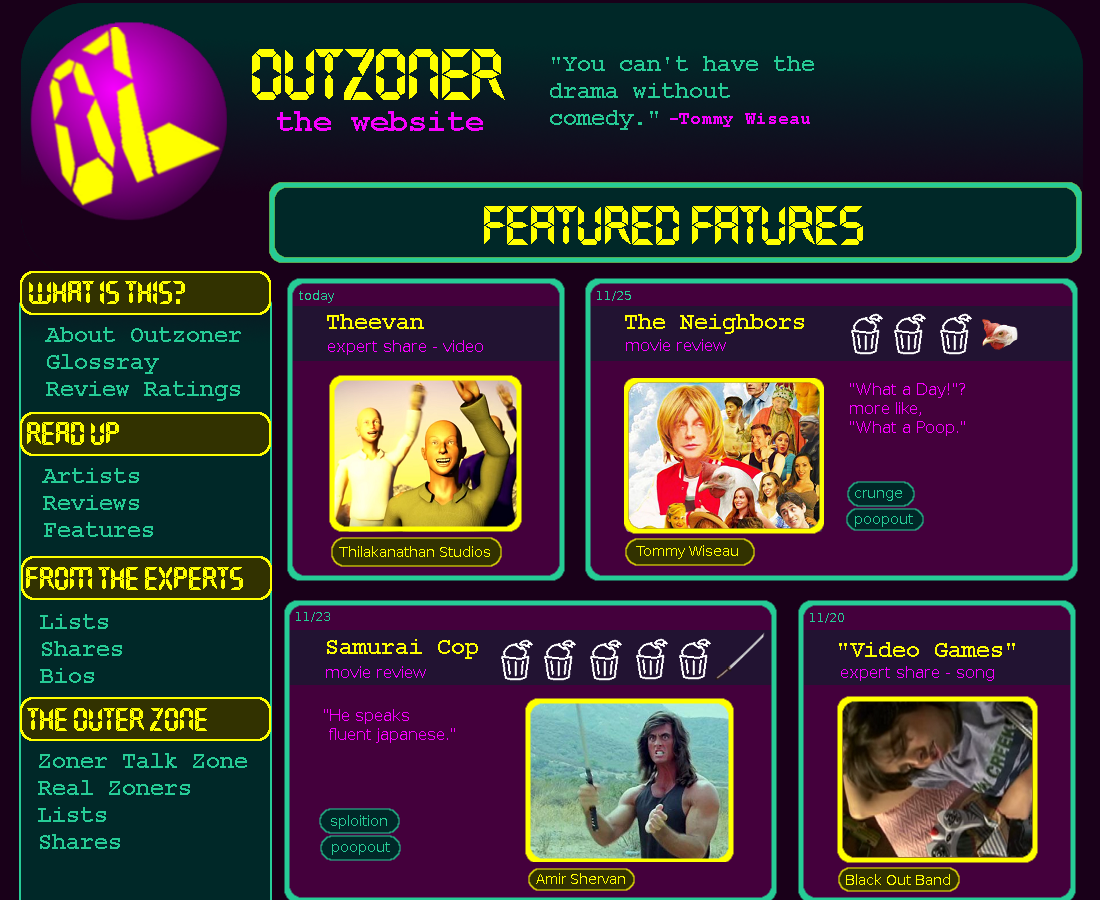 OZ
OUTZONER
the website
"You can't have the
drama without
comedy." -Tommy Wiseau
FEATURED FATURES
WHAT IS THIS?
About Outzoner
Glossray
Review Ratings
READ UP
Artists
Reviews
Features
FROM THE EXPERTS
Lists
Shares
Bios
THE OUTER ZONE
Zoner Talk Zone
Real Zoners
Lists
Shares
today
Theevan
expert share - video
Thilakanathan Studios
11/25
The Neighbors
movie review
"What a Day!"?
more like,
"What a Poop."
crunge
poopout
Tommy Wiseau
11/23
Samurai Cop
movie review
"He speaks
fluent japanese."
sploition
poopout
Amir Shervan
11/20
"Video Games"
expert share - song
GREEK
Black Out Band